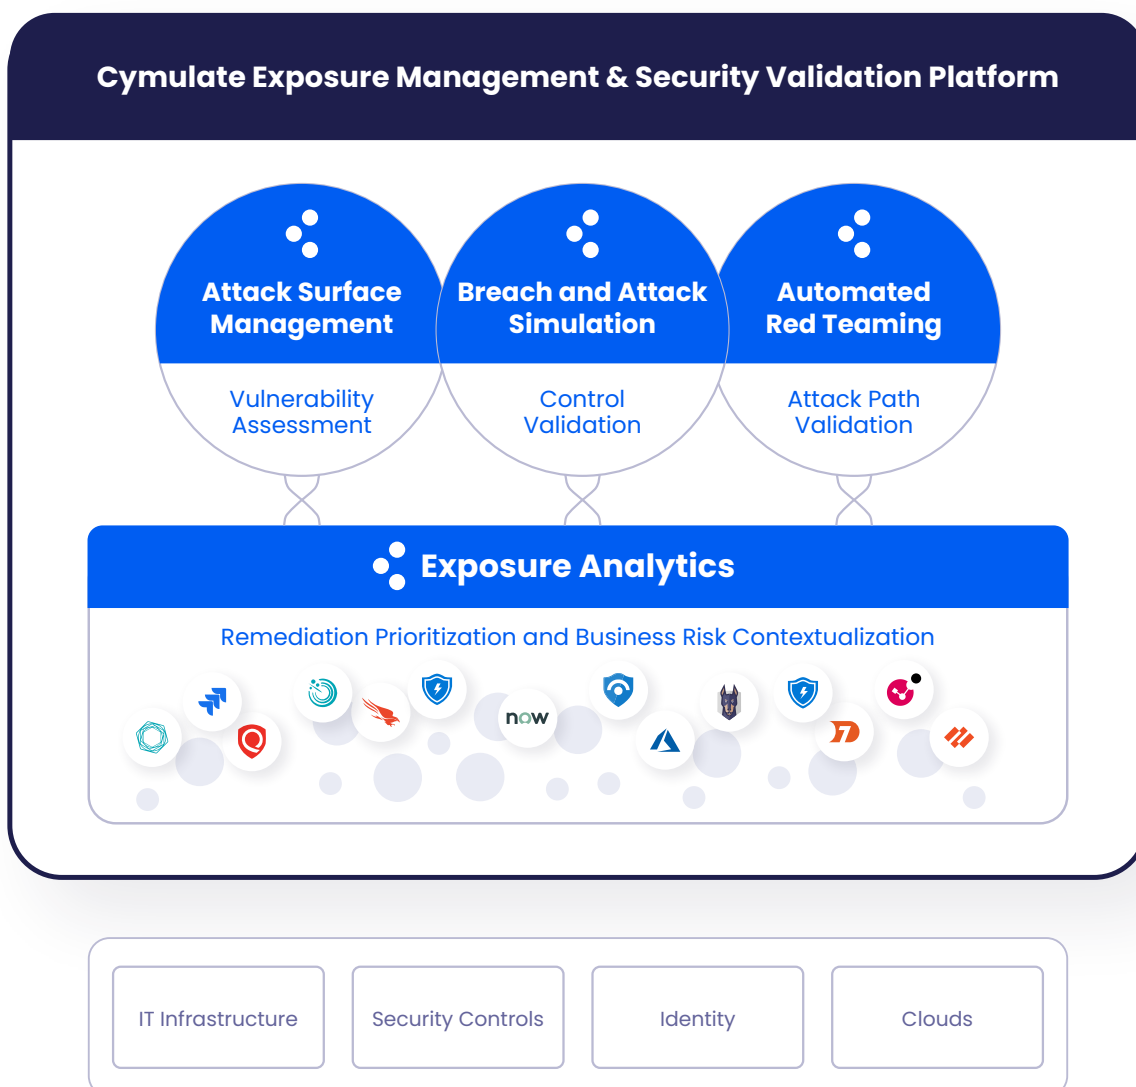 Cymulate Exposure Management & Security Validation Platform
Attack Surface
Management
Vulnerability
Assessment
Breach and Attack
Simulation
Control
Validation
Automated
Red Teaming
Attack Path
Validation
Exposure Analytics
Remediation Prioritization and Business Risk Contextualization
now
IT Infrastructure
Security Controls
Identity
Clouds